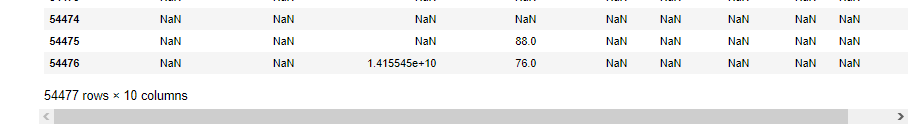 54474 NaN NaN NaN NaN NaN NaN NaN NaN NaN
54475 NaN NaN NaN 88.0 NaN NaN NaN NaN NaN
54476 NaN NaN 1.415545e+10 76.0 NaN NaN NaN NaN NaN
54477 rows × 10 columns